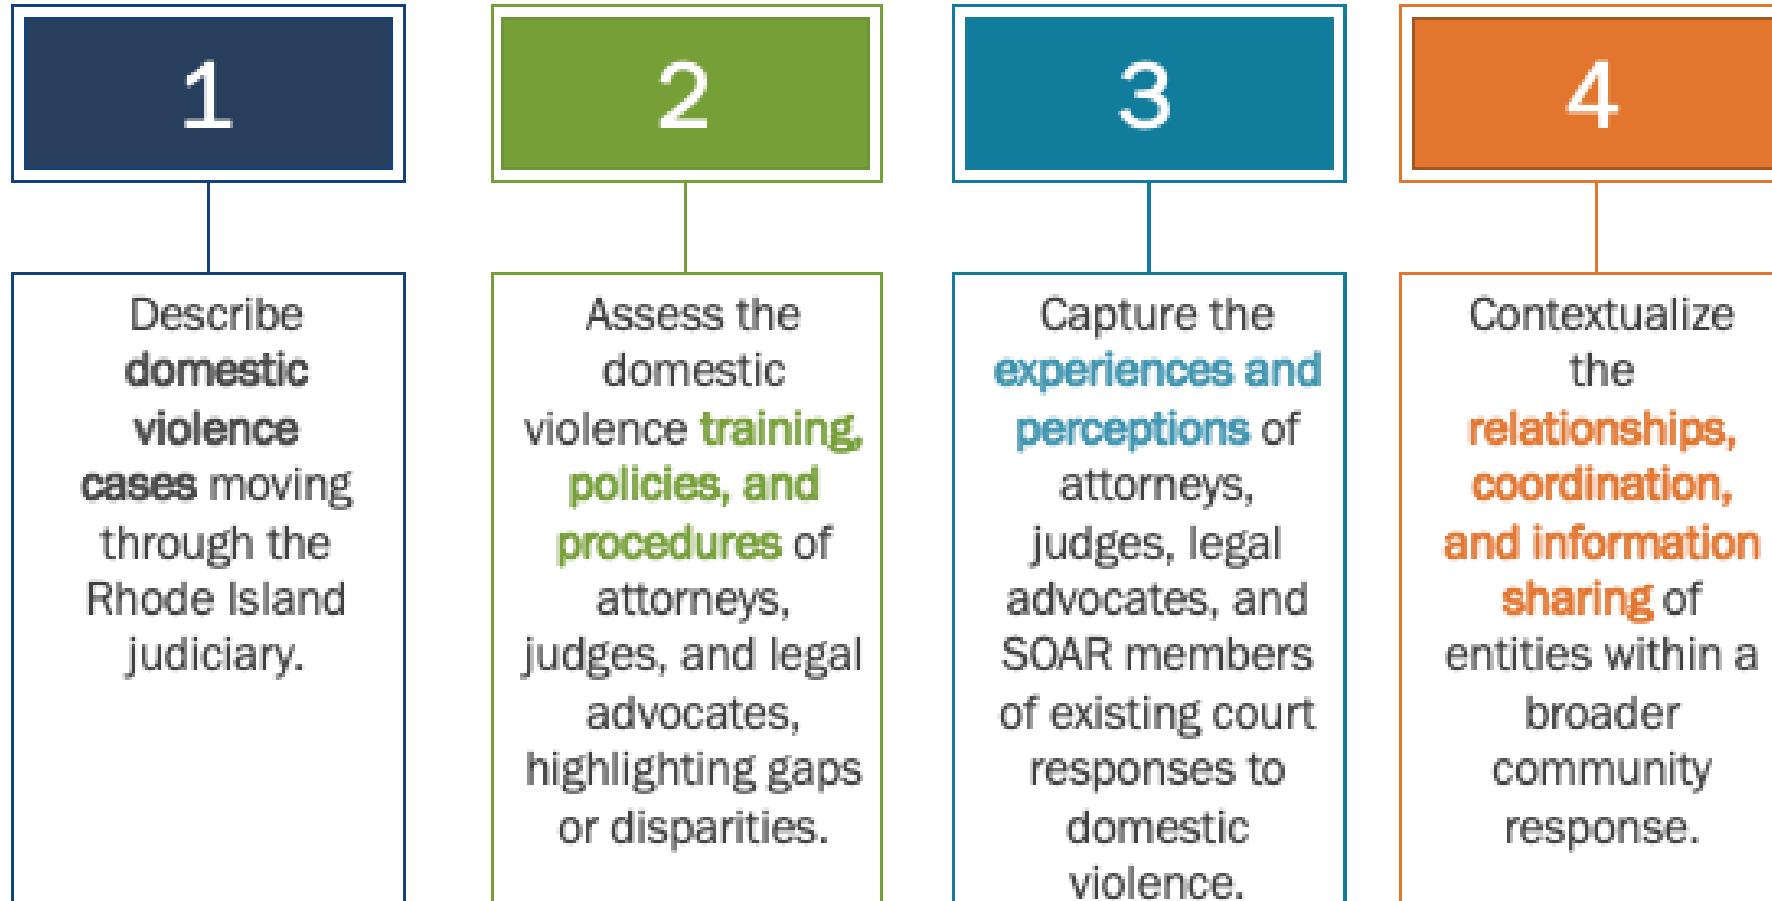 1
Describe
domestic
violence
cases moving
through the
Rhode Island
judiciary.
2
Assess the
domestic
violence training,
policies, and
procedures of
attorneys,
judges, and legal
advocates,
highlighting gaps
or disparities.
3
Capture the
experiences and
perceptions of
attorneys,
judges, legal
advocates, and
SOAR members
of existing court
responses to
domestic
violence.
4
Contextualize
the
relationships,
coordination,
and information
sharing of
entities within a
broader
community
response.